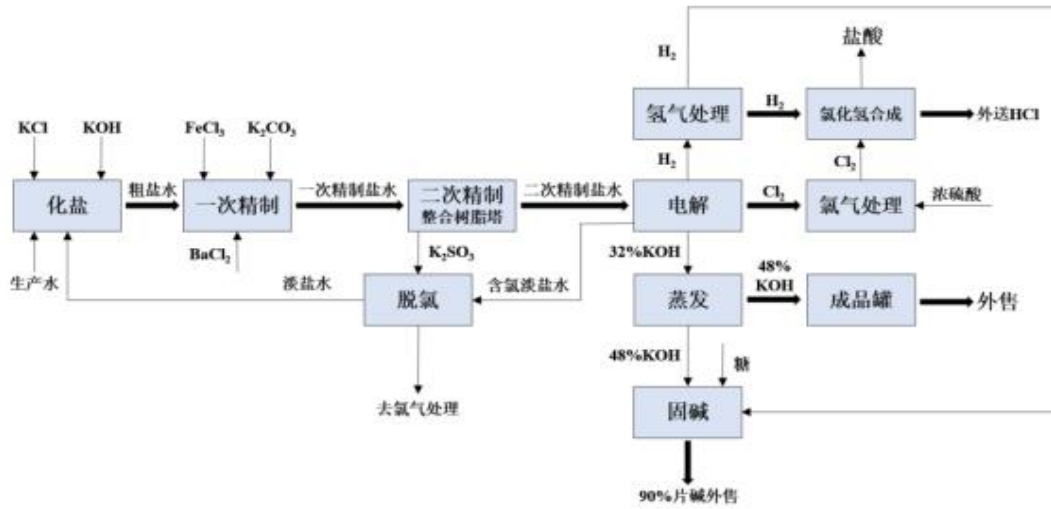 H₂
盐酸
氢气处理
H₂
氯化氢合成
外送HCl
KCl
KOH
FeCl₃
K₂CO₃
H₂
Cl₂
化盐
粗盐水
一次精制
一次精制盐水
二次精制
整合树脂塔
二次精制盐水
电解
Cl₂
氯气处理
浓硫酸
生产水
BaCl₂
淡盐水
K₂SO₃
脱氯
含氯淡盐水
32%KOH
蒸发
48%
KOH
成品罐
外售
48%KOH
糖
去氯气处理
固碱
90%片碱外售